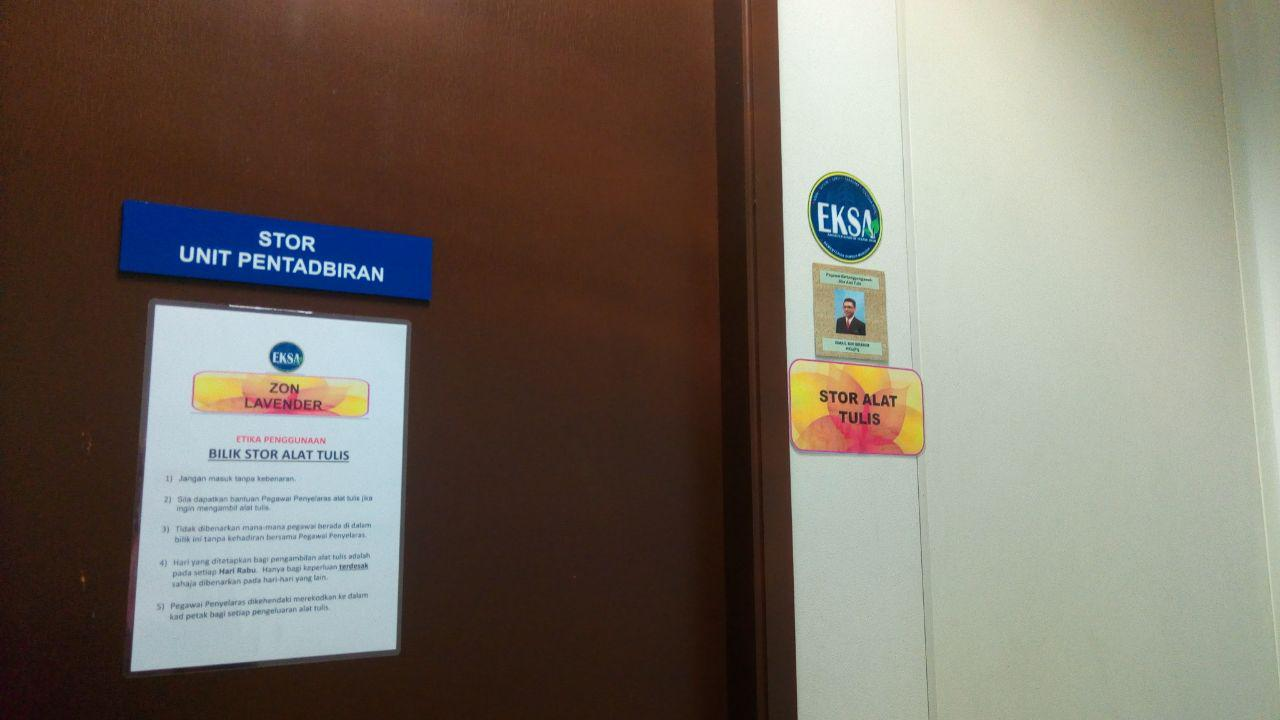 STOR
UNIT PENTADBIRAN
EKSA
ZON
LAVENDER
ETIKA PENGGUNAAN
BILIK STOR ALAT TULIS
1) Jangan masuk tanpa kebenaran.
2) Sila dapatkan bantuan Pegawai Penyelaras alat tulis jika
ingin mengambil alat tulis.
3) Tidak dibenarkan mana-mana pegawai berada di dalam
bilik ini tanpa kehadiran bersama Pegawai Penyelaras.
4) Hari yang ditetapkan bagi pengambilan alat tulis adalah
pada setiap Hari Rabu. Hanya bagi keperluan terdesak
sahaja dibenarkan pada hari-hari yang lain.
5) Pegawai Penyelaras dikehendaki merekodkan ke dalam
kad petak bagi setiap pengeluaran alat tulis.
EKSA
STOR ALAT
TULIS